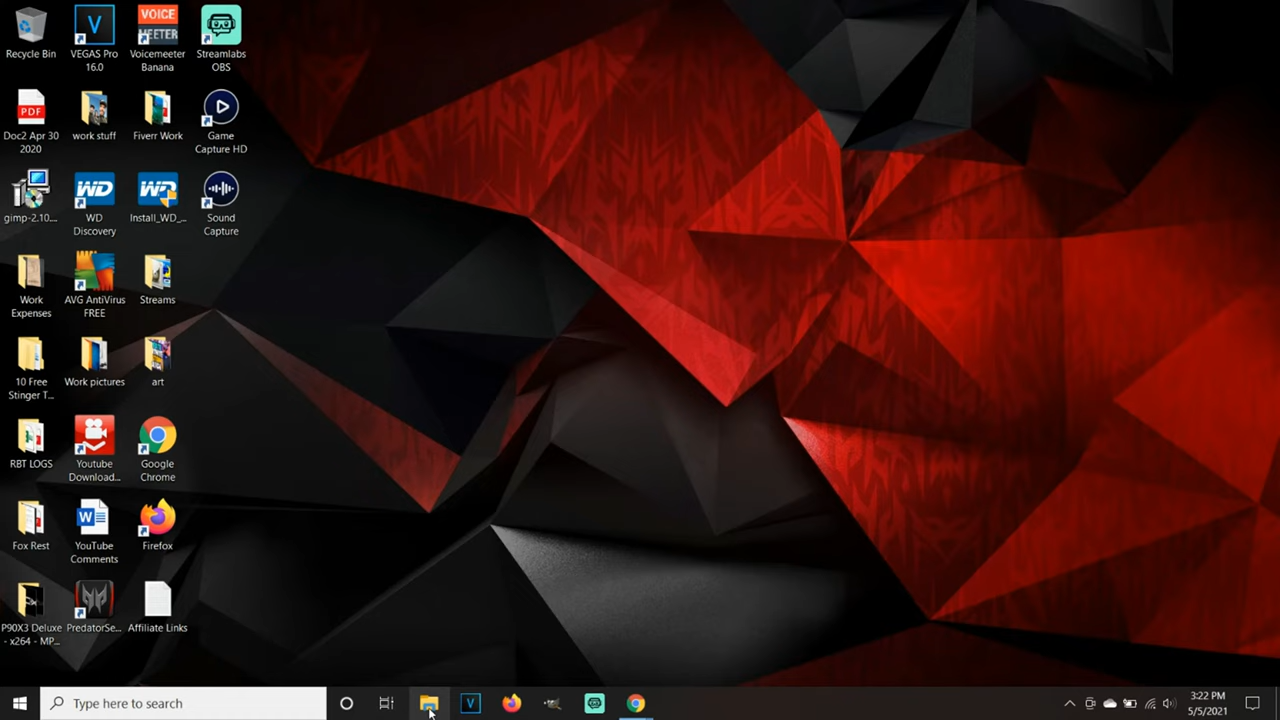 Recycle Bin
VEGAS Pro
16.0
VOICE
MEETER
Voicemeeter
Banana
Streamlabs
OBS
PDF
Doc2 Apr 30
2020
work stuff
Fiverr Work
Game
Capture HD
gimp-2.10....
WD
WD
Discovery
WD
Install_WD_...
Sound
Capture
Work
Expenses
AVG AntiVirus
FREE
Streams
10 Free
Stinger T...
Work pictures
art
RBT LOGS
Youtube
Download...
Google
Chrome
Fox Rest
YouTube
Comments
Firefox
P90X3 Deluxe
- x264 - MP...
PredatorSe...
Affiliate Links
Type here to search
3:22 PM
5/5/2021